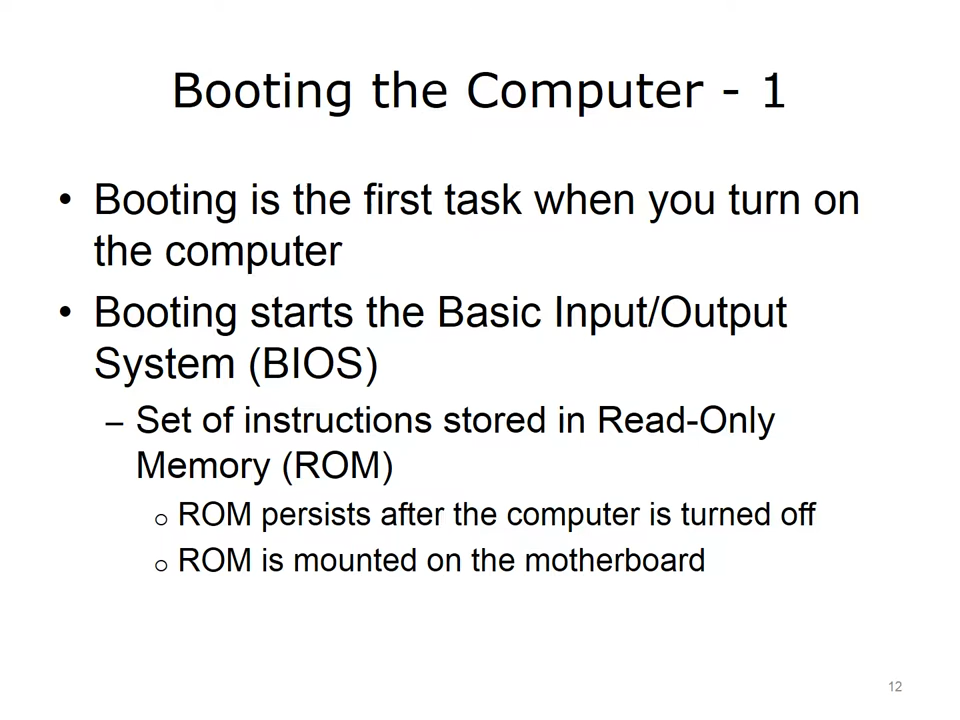 Booting the Computer - 1
• Booting is the first task when you turn on
the computer
• Booting starts the Basic Input/Output
System (BIOS)
– Set of instructions stored in Read-Only
Memory (ROM)
o ROM persists after the computer is turned off
o ROM is mounted on the motherboard
12